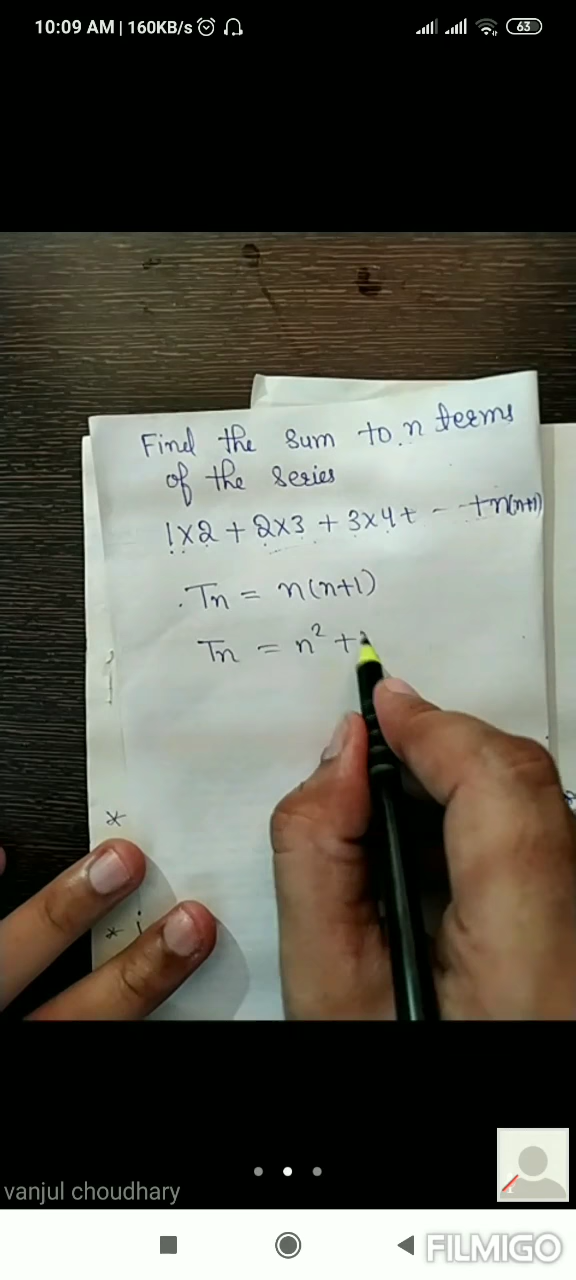 10:09 AM | 160KB/s
63
Find the sum to n terms
of the series
1×2 + 2×3 + 3×4 + - - + n(n+1)
Tn = n(n+1)
Tn = n² +
*
*
vanjul choudhary
FILMIGO